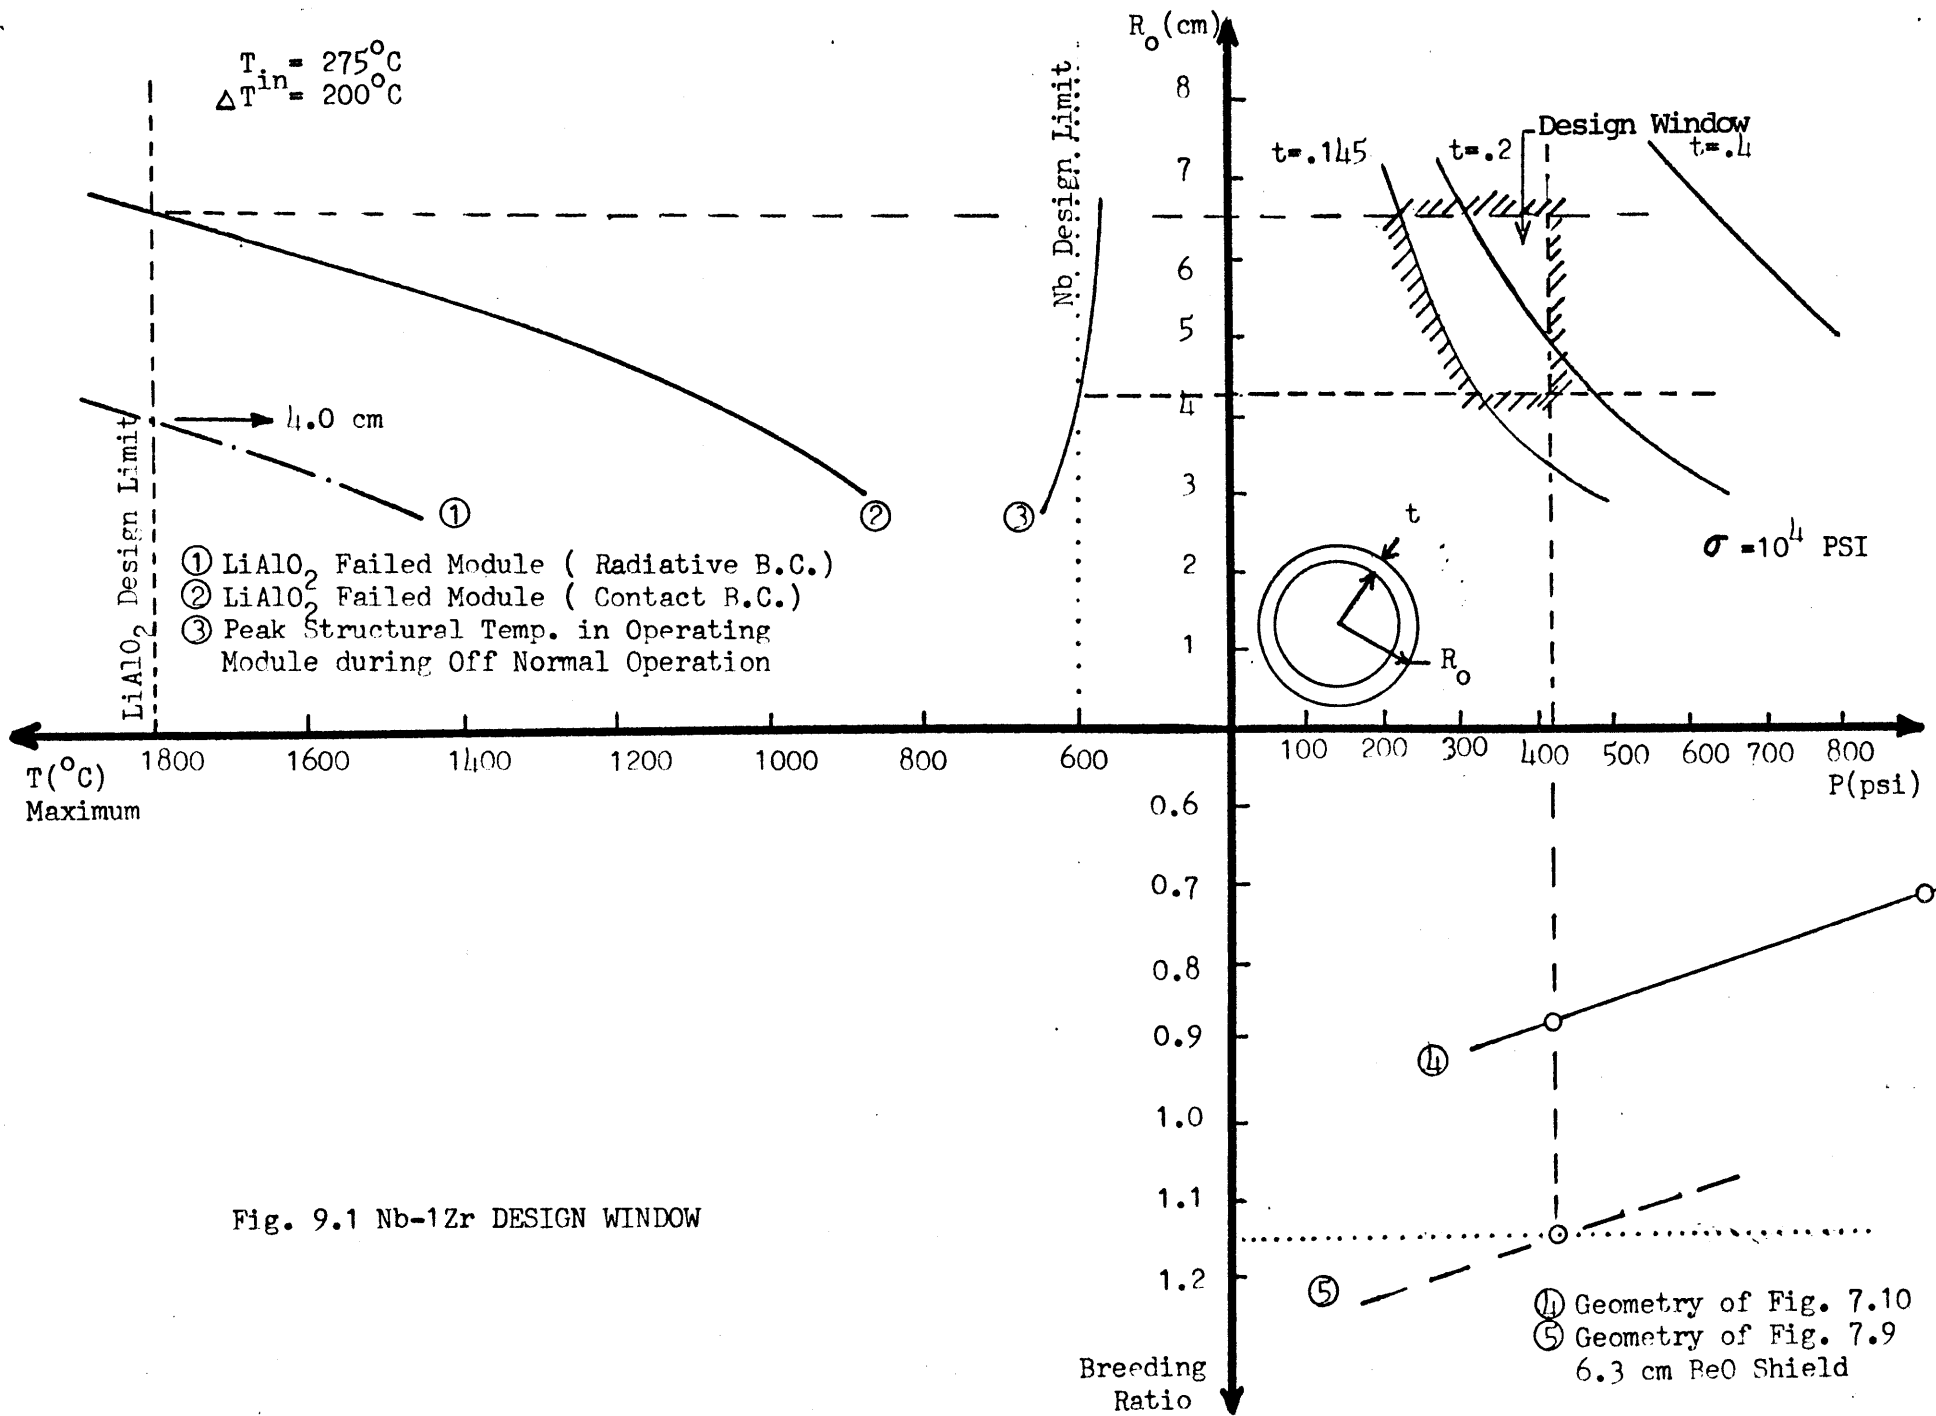 T_in = 275°C
ΔT = 200°C
R_o (cm)
8
7
6
5
4
3
2
1
Nb Design Limit
LiAlO₂ Design Limit
4.0 cm
① LiAlO₂ Failed Module ( Radiative B.C.)
② LiAlO₂ Failed Module ( Contact B.C.)
③ Peak Structural Temp. in Operating
Module during Off Normal Operation
①
②
③
Design Window
t=.145
t=.2
t=.4
t
R_o
σ =10⁴ PSI
1800
1600
1400
1200
1000
800
600
T(°C)
Maximum
100
200
300
400
500
600
700
800
P(psi)
0.6
0.7
0.8
0.9
1.0
1.1
1.2
④
⑤
④ Geometry of Fig. 7.10
⑤ Geometry of Fig. 7.9
6.3 cm BeO Shield
Breeding
Ratio
Fig. 9.1 Nb-1Zr DESIGN WINDOW